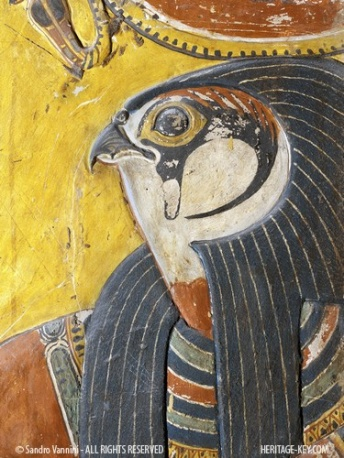 © Sandro Vannini - ALL RIGHTS RESERVED
HERITAGE-KEY.COM